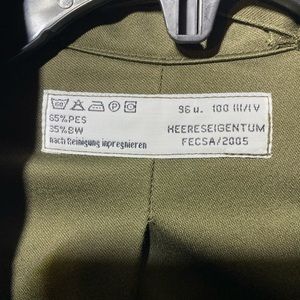 96 u. 100 III/IV
65%PES
35%BW
nach Reinigung imprägnieren
HEERESEIGENTUM
FECSA/2005